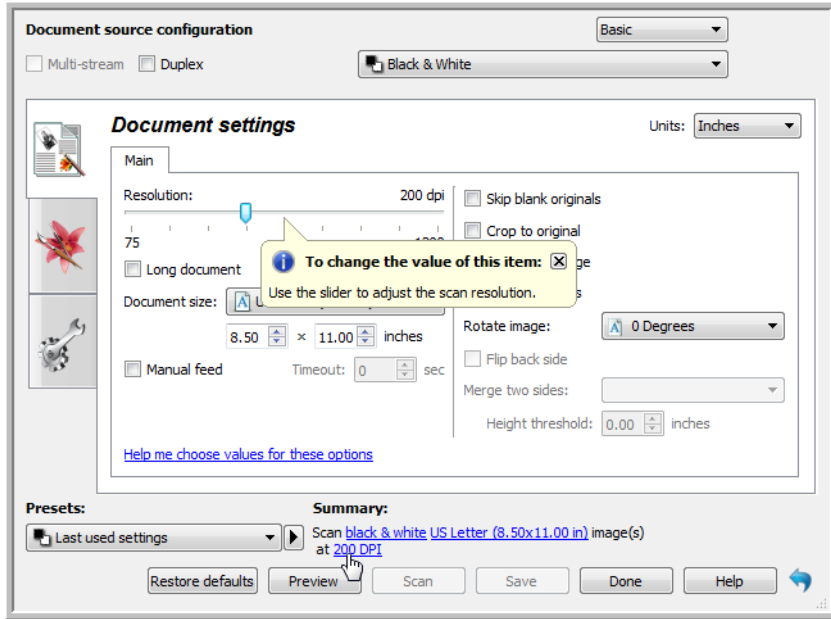 Document source configuration
Basic
Multi-stream
Duplex
Black & White
Document settings
Units: Inches
Main
Resolution:
200 dpi
75
Skip blank originals
Crop to original
To change the value of this item:
Use the slider to adjust the scan resolution.
Long document
Document size:
8.50 × 11.00 inches
Manual feed
Timeout: 0 sec
Rotate image: 0 Degrees
Flip back side
Merge two sides:
Height threshold: 0.00 inches
Help me choose values for these options
Presets:
Last used settings
Summary:
Scan black & white US Letter (8.50x11.00 in) image(s)
at 200 DPI
Restore defaults
Preview
Scan
Save
Done
Help